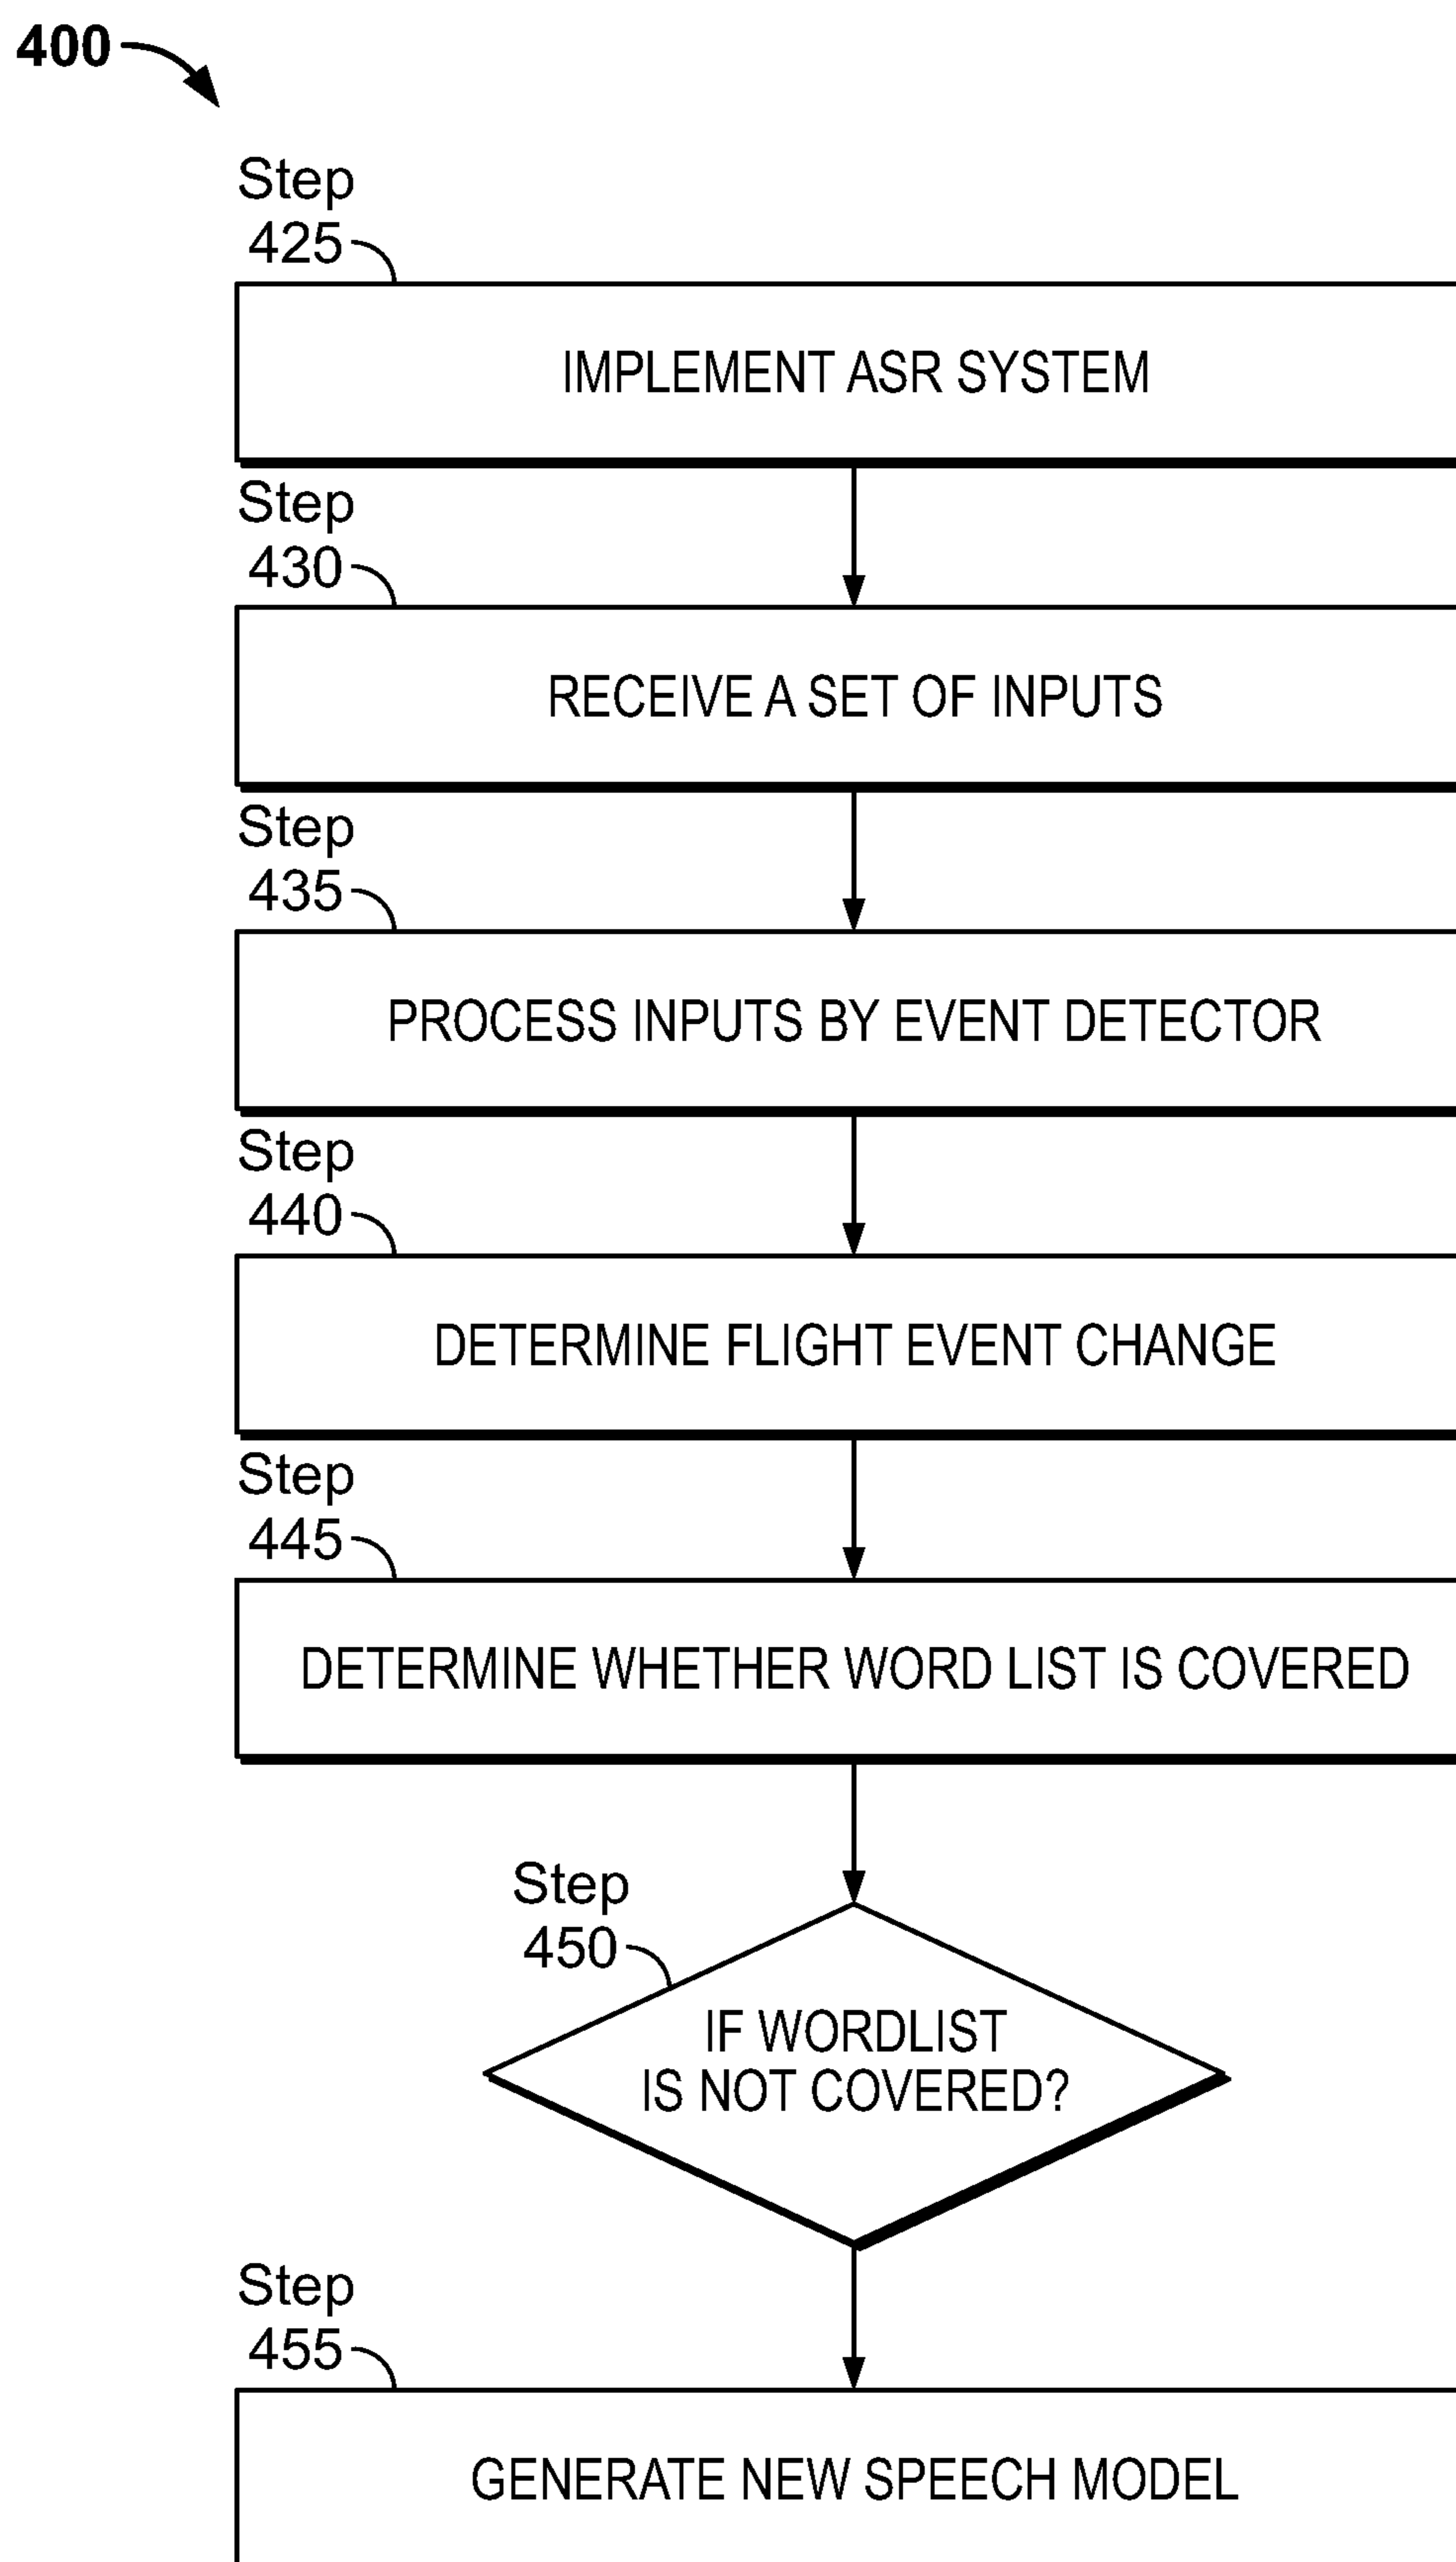 400
Step
425
IMPLEMENT ASR SYSTEM
Step
430
RECEIVE A SET OF INPUTS
Step
435
PROCESS INPUTS BY EVENT DETECTOR
Step
440
DETERMINE FLIGHT EVENT CHANGE
Step
445
DETERMINE WHETHER WORD LIST IS COVERED
Step
450
IF WORDLIST
IS NOT COVERED?
Step
455
GENERATE NEW SPEECH MODEL